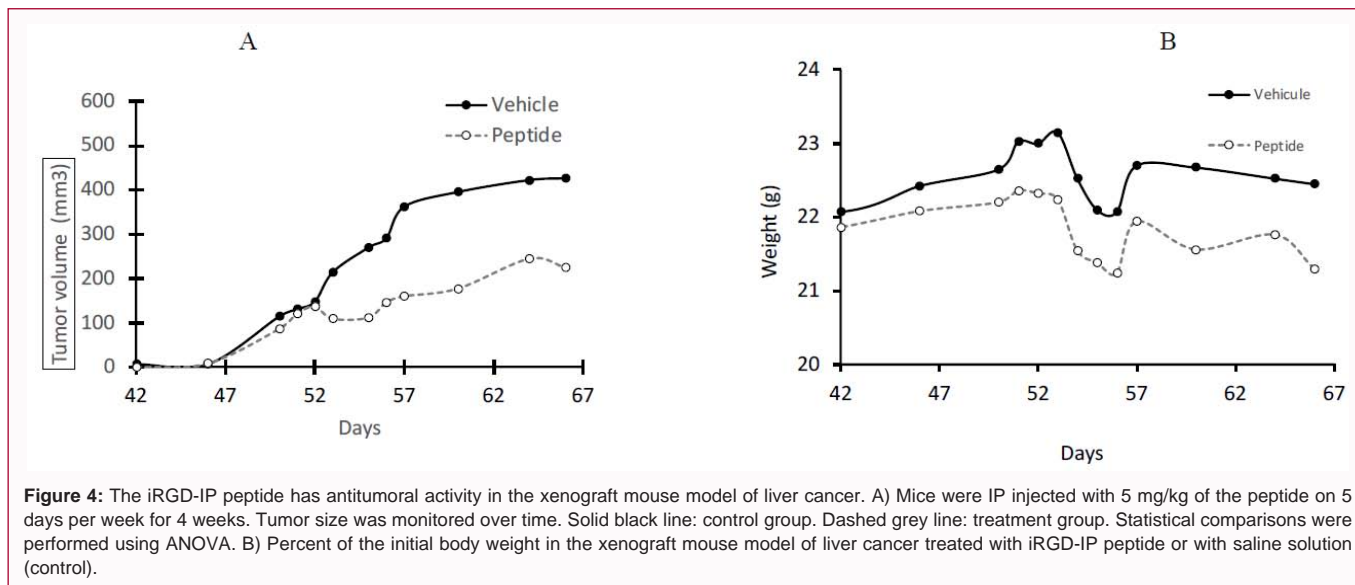 A
600
500
400
300
200
100
0
Tumor volume (mm3)
Vehicle
Peptide
42 47 52 57 62 67
Days
B
24
23
22
21
20
Weight (g)
Vehicule
Peptide
42 47 52 57 62 67
Days
Figure 4: The iRGD-IP peptide has antitumoral activity in the xenograft mouse model of liver cancer. A) Mice were IP injected with 5 mg/kg of the peptide on 5
days per week for 4 weeks. Tumor size was monitored over time. Solid black line: control group. Dashed grey line: treatment group. Statistical comparisons were
performed using ANOVA. B) Percent of the initial body weight in the xenograft mouse model of liver cancer treated with iRGD-IP peptide or with saline solution
(control).